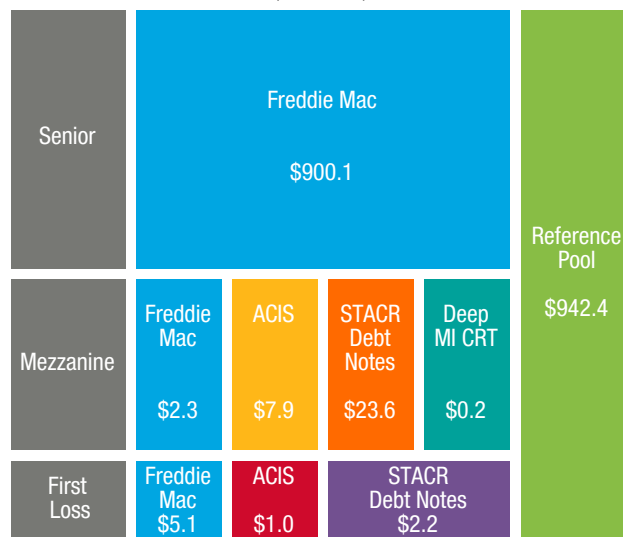 Senior
Freddie Mac
$900.1
Reference
Pool
$942.4
Mezzanine
Freddie
Mac
$2.3
ACIS
$7.9
STACR
Debt
Notes
$23.6
Deep
MI CRT
$0.2
First
Loss
Freddie
Mac
$5.1
ACIS
$1.0
STACR
Debt Notes
$2.2